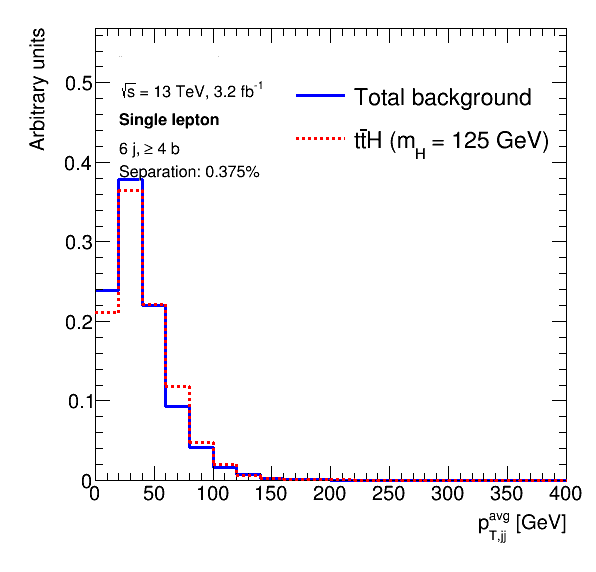 Arbitrary units
0.5
0.4
0.3
0.2
0.1
0
√s = 13 TeV, 3.2 fb⁻¹
Single lepton
6 j, ≥ 4 b
Separation: 0.375%
Total background
tt̄H (m_H = 125 GeV)
0 50 100 150 200 250 300 350 400
p_{T,jj}^{avg} [GeV]